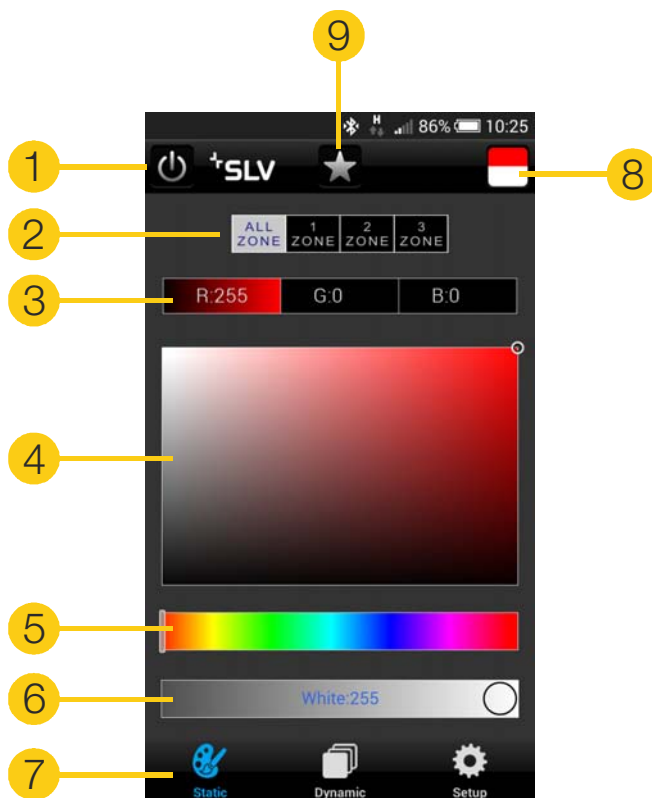 9
H 86% 10:25
1 SLV 8
2 ALL ZONE 1 ZONE 2 ZONE 3 ZONE
3 R:255 G:0 B:0
4
5
6 White:255
7 Static Dynamic Setup